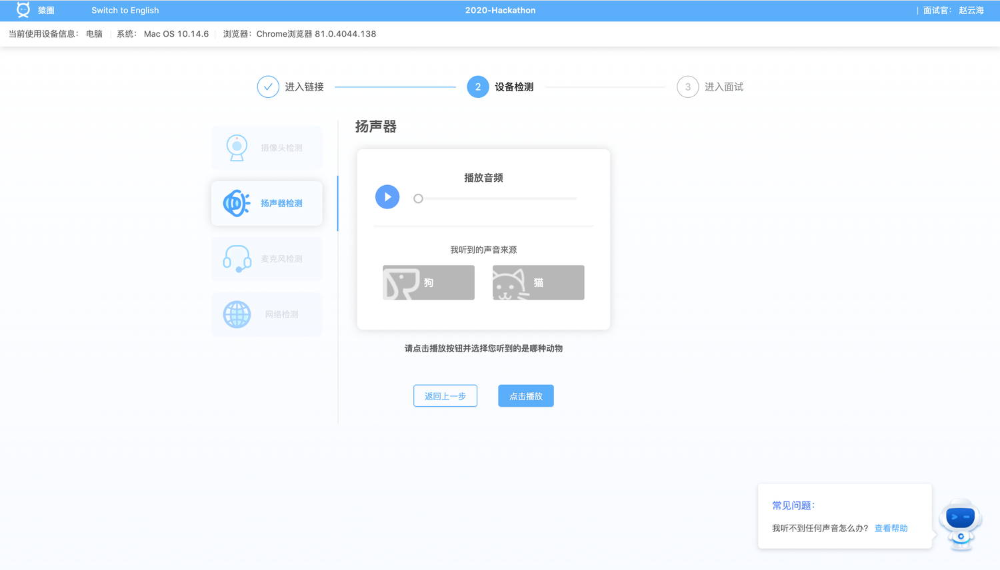 猿圈 Switch to English 2020-Hackathon | 面试官： 赵云海
当前使用设备信息： 电脑 | 系统： Mac OS 10.14.6 | 浏览器：Chrome浏览器 81.0.4044.138
进入链接 2 设备检测 3 进入面试
扬声器
摄像头检测
扬声器检测
麦克风检测
网络检测
播放音频
我听到的声音来源
狗 猫
请点击播放按钮并选择您听到的是哪种动物
返回上一步 点击播放
常见问题：
我听不到任何声音怎么办？ 查看帮助